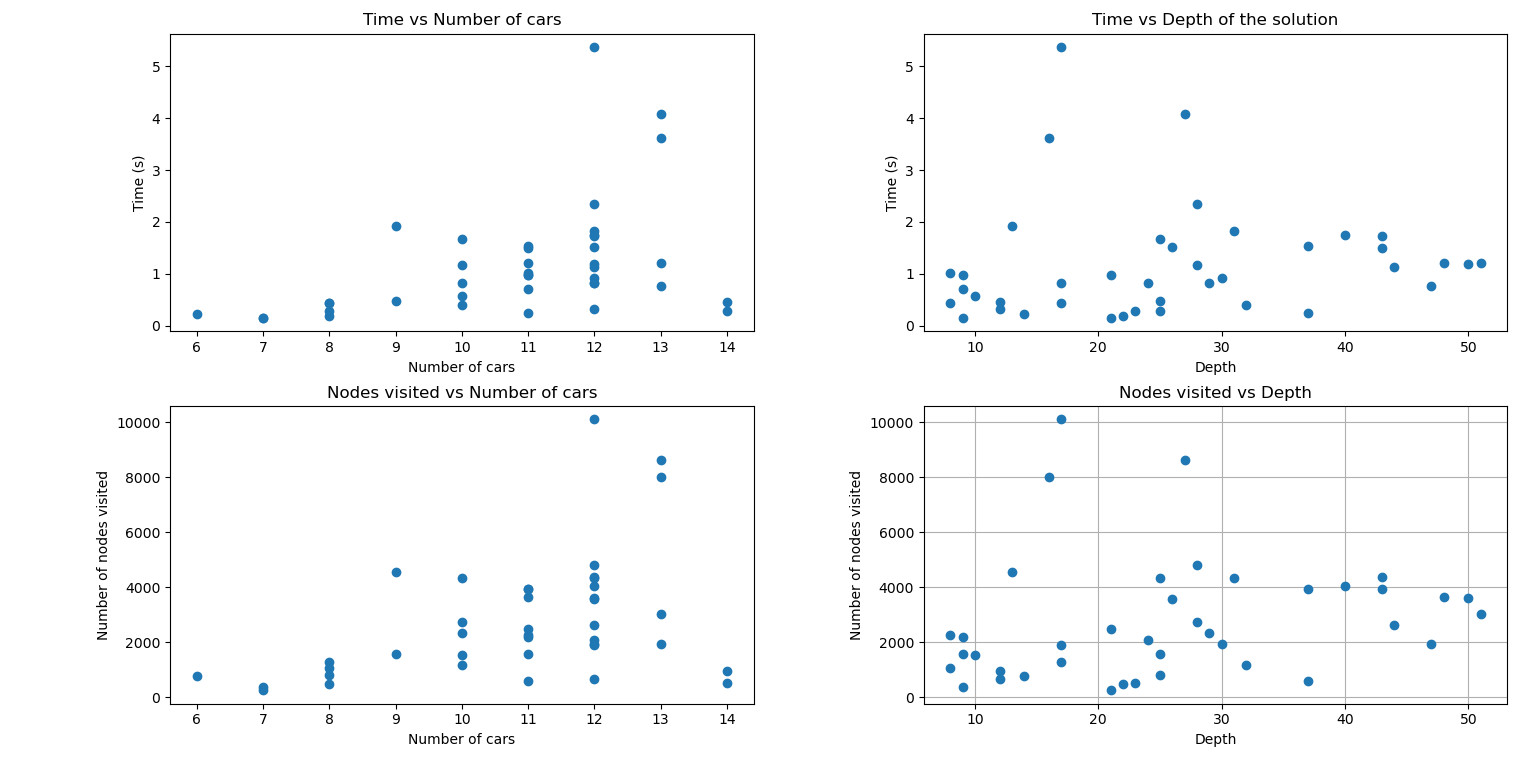 Time vs Number of cars
5
4
3
2
1
0
Time (s)
6 7 8 9 10 11 12 13 14
Number of cars
Time vs Depth of the solution
5
4
3
2
1
0
Time (s)
10 20 30 40 50
Depth
Nodes visited vs Number of cars
10000
8000
6000
4000
2000
0
Number of nodes visited
6 7 8 9 10 11 12 13 14
Number of cars
Nodes visited vs Depth
10000
8000
6000
4000
2000
0
Number of nodes visited
10 20 30 40 50
Depth